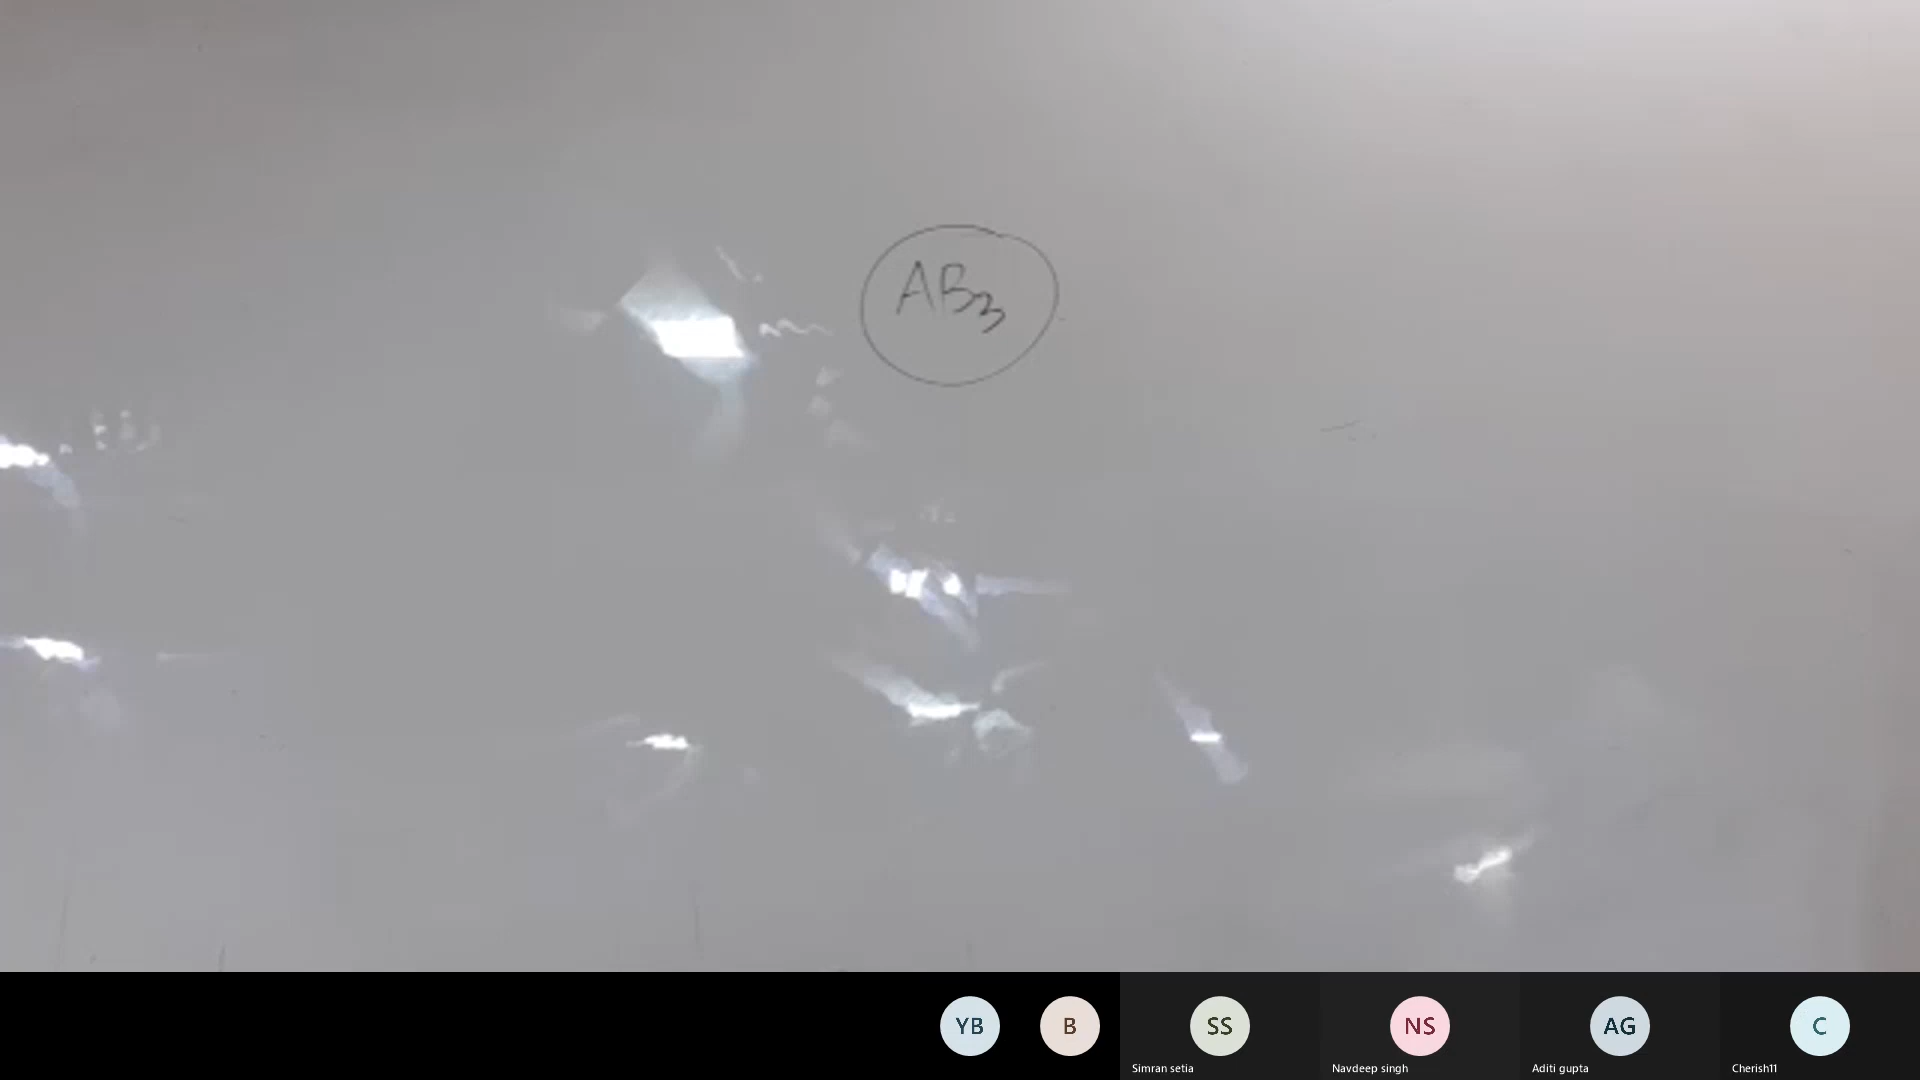 AB3
YB
B
SS
NS
AG
C
Simran setia
Navdeep singh
Aditi gupta
Cherish11